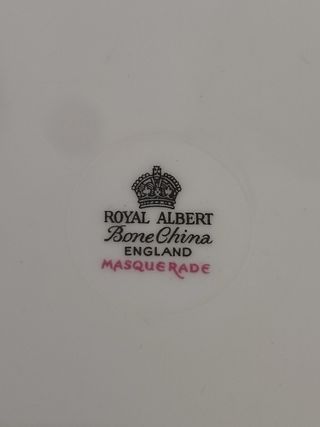 ROYAL ALBERT
Bone China
ENGLAND
MASQUERADE